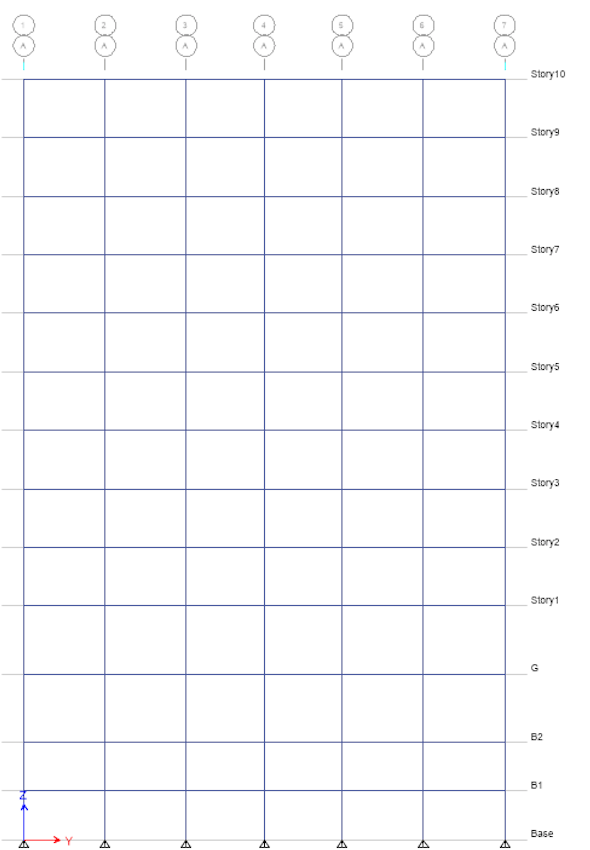 1 2 3 4 5 6 7
A A A A A A A
Story10
Story9
Story8
Story7
Story6
Story5
Story4
Story3
Story2
Story1
G
B2
B1
Z
Base
Y